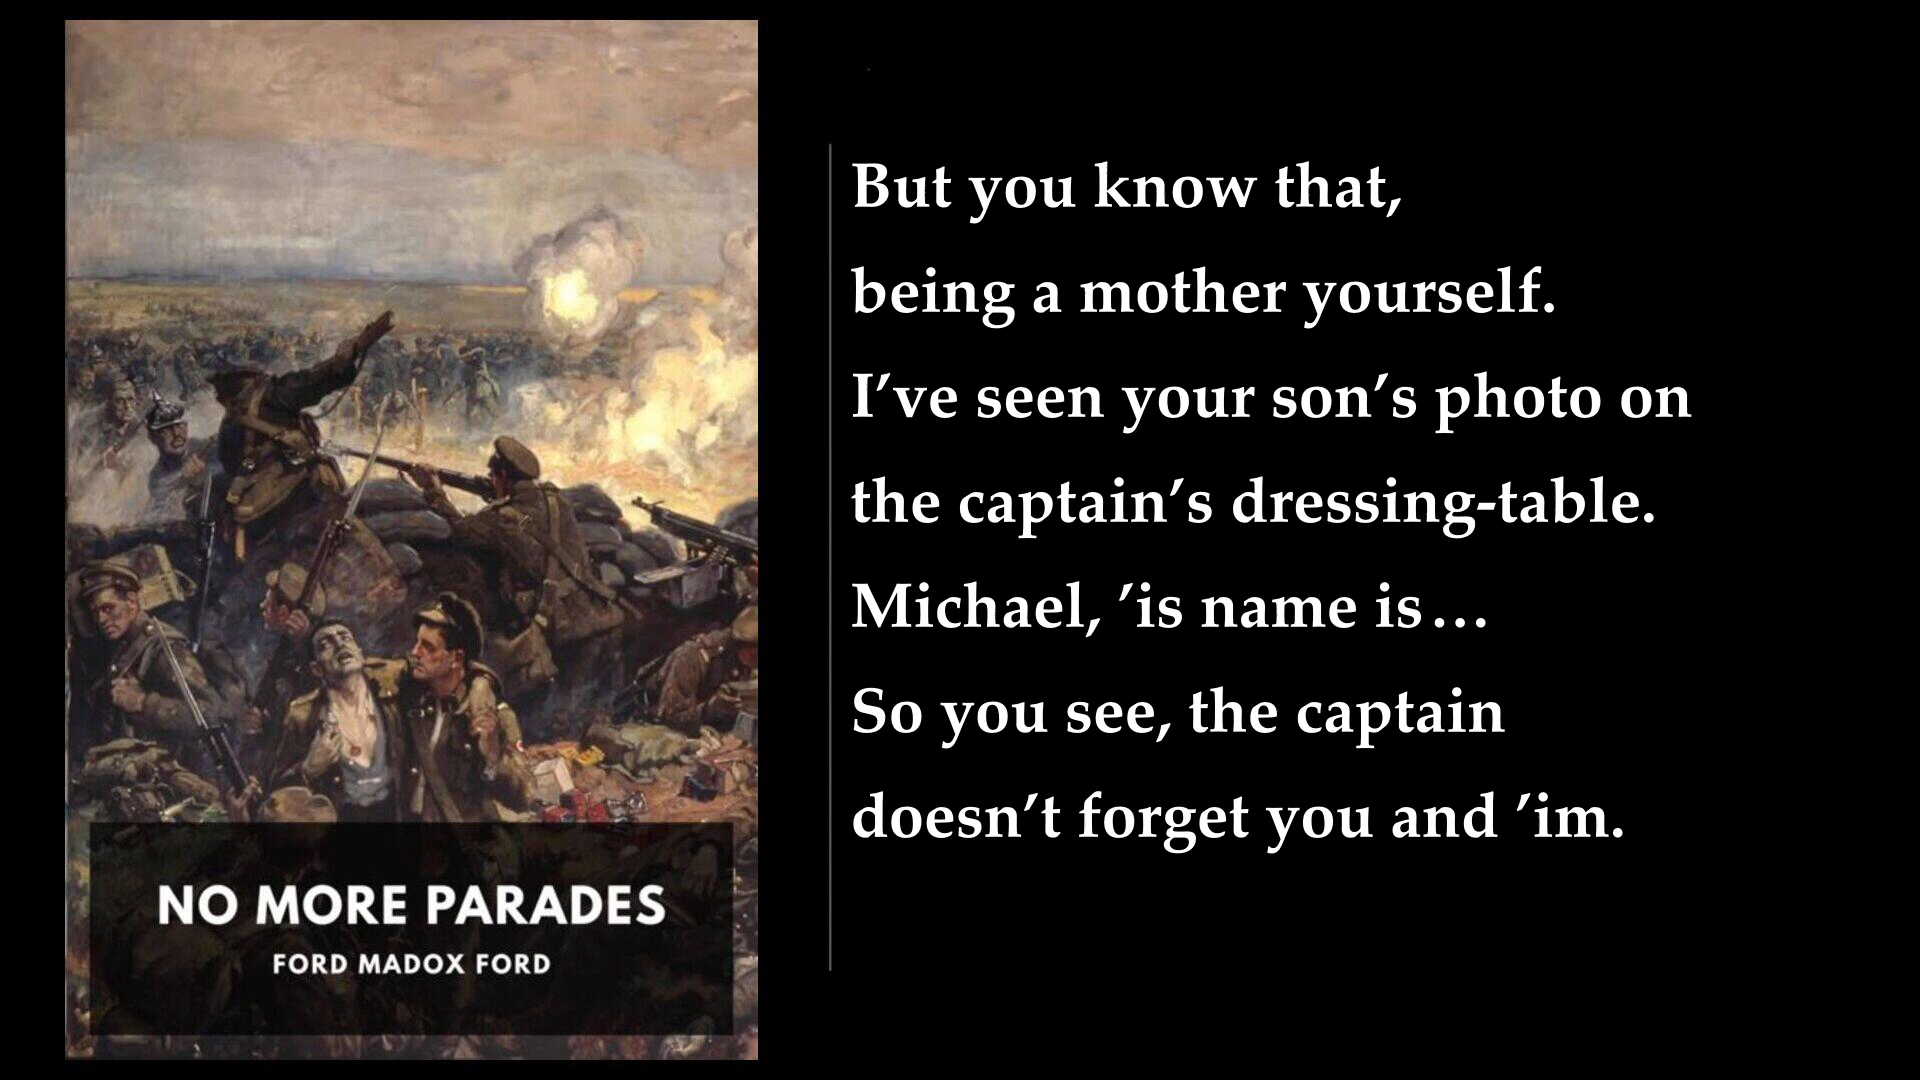 NO MORE PARADES
FORD MADOX FORD
But you know that,
being a mother yourself.
I’ve seen your son’s photo on
the captain’s dressing-table.
Michael, ’is name is…
So you see, the captain
doesn’t forget you and ’im.